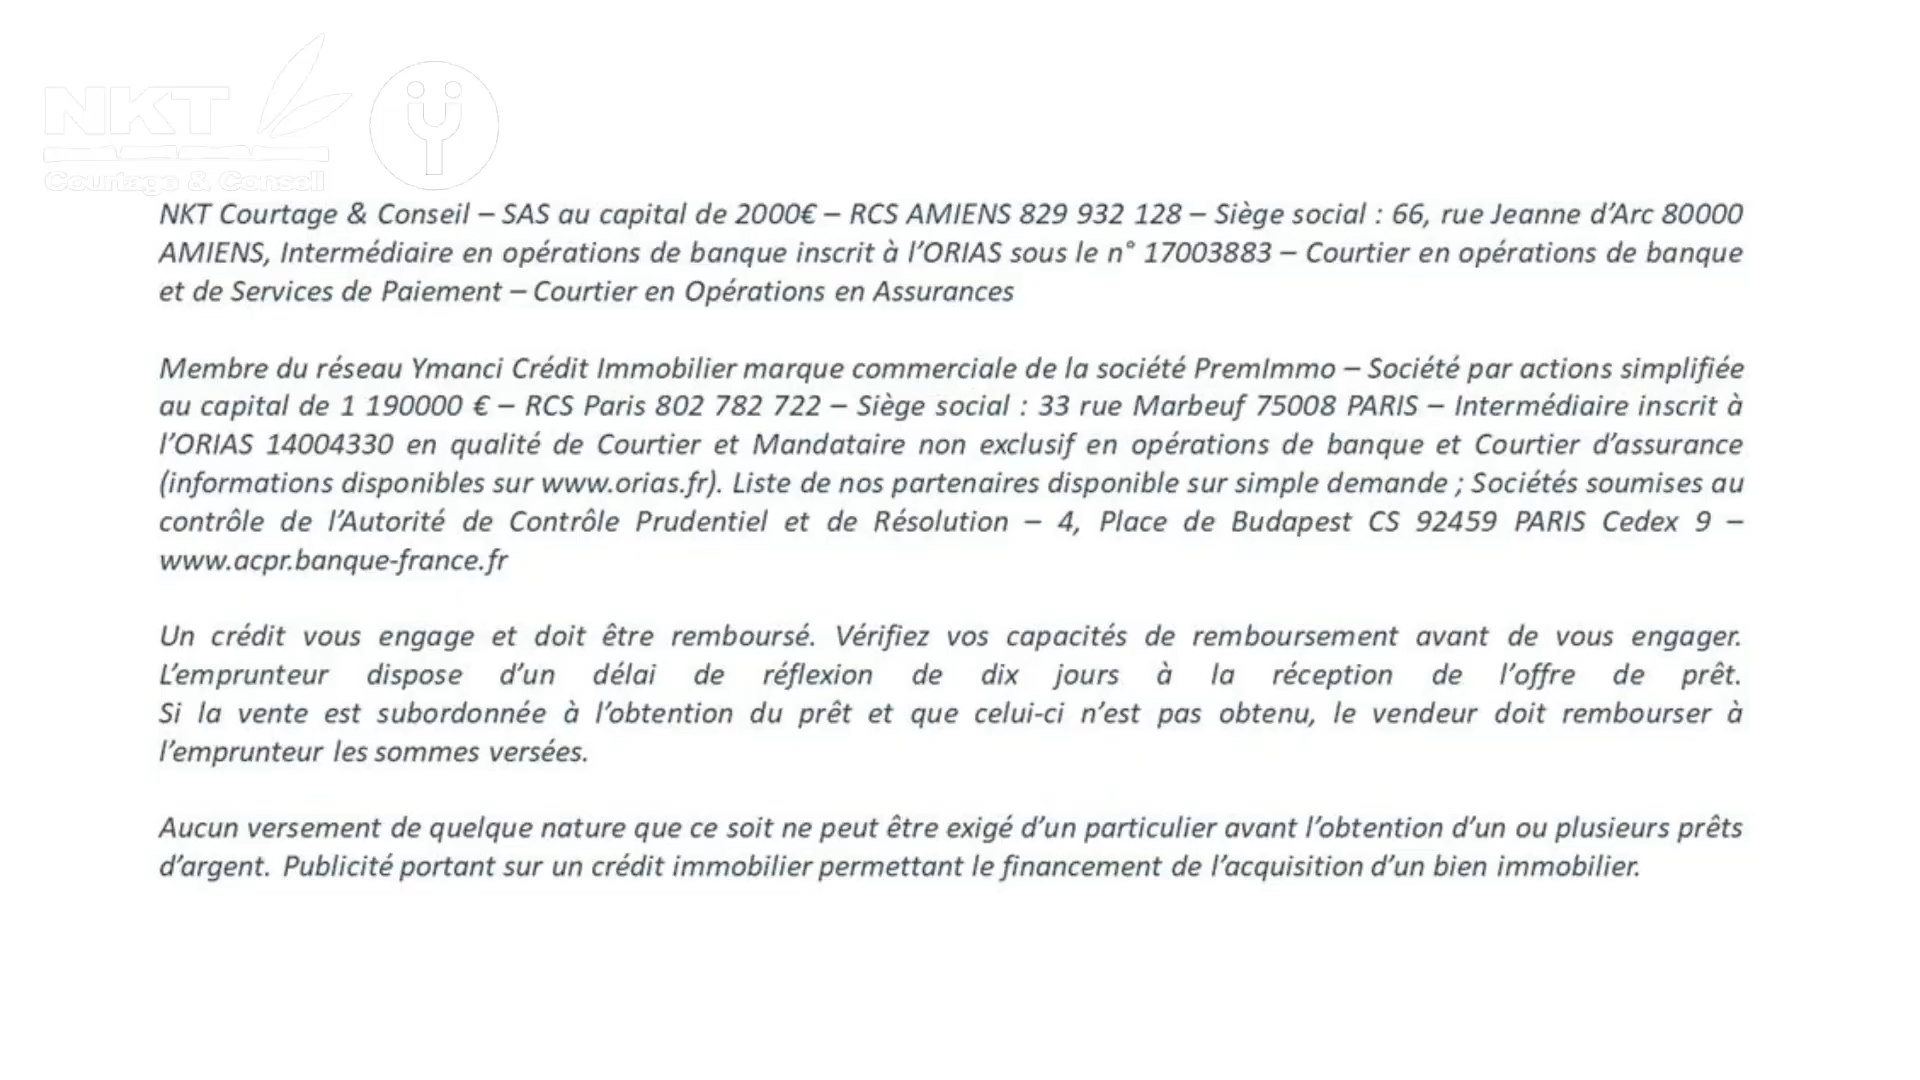 NKT
Courtage & Conseil
NKT Courtage & Conseil – SAS au capital de 2000€ – RCS AMIENS 829 932 128 – Siège social : 66, rue Jeanne d’Arc 80000
AMIENS, Intermédiaire en opérations de banque inscrit à l’ORIAS sous le n° 17003883 – Courtier en opérations de banque
et de Services de Paiement – Courtier en Opérations en Assurances
Membre du réseau Ymanci Crédit Immobilier marque commerciale de la société PremImmo – Société par actions simplifiée
au capital de 1 190000 € – RCS Paris 802 782 722 – Siège social : 33 rue Marbeuf 75008 PARIS – Intermédiaire inscrit à
l’ORIAS 14004330 en qualité de Courtier et Mandataire non exclusif en opérations de banque et Courtier d’assurance
(informations disponibles sur www.orias.fr). Liste de nos partenaires disponible sur simple demande ; Sociétés soumises au
contrôle de l’Autorité de Contrôle Prudentiel et de Résolution – 4, Place de Budapest CS 92459 PARIS Cedex 9 –
www.acpr.banque-france.fr
Un crédit vous engage et doit être remboursé. Vérifiez vos capacités de remboursement avant de vous engager.
L’emprunteur dispose d’un délai de réflexion de dix jours à la réception de l’offre de prêt.
Si la vente est subordonnée à l’obtention du prêt et que celui-ci n’est pas obtenu, le vendeur doit rembourser à
l’emprunteur les sommes versées.
Aucun versement de quelque nature que ce soit ne peut être exigé d’un particulier avant l’obtention d’un ou plusieurs prêts
d’argent. Publicité portant sur un crédit immobilier permettant le financement de l’acquisition d’un bien immobilier.